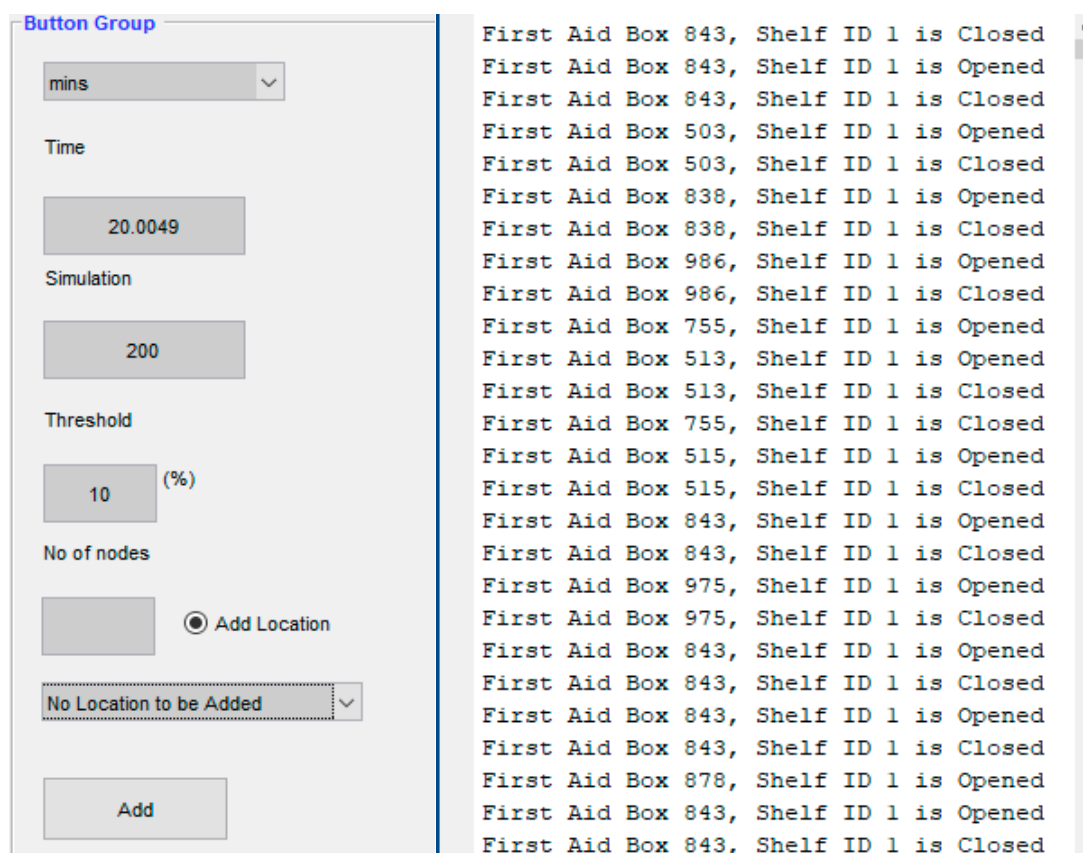 Button Group
mins
Time
20.0049
Simulation
200
Threshold
10
(%)
No of nodes
Add Location
No Location to be Added
Add
First Aid Box 843, Shelf ID 1 is Closed
First Aid Box 843, Shelf ID 1 is Opened
First Aid Box 843, Shelf ID 1 is Closed
First Aid Box 503, Shelf ID 1 is Opened
First Aid Box 503, Shelf ID 1 is Closed
First Aid Box 838, Shelf ID 1 is Opened
First Aid Box 838, Shelf ID 1 is Closed
First Aid Box 986, Shelf ID 1 is Opened
First Aid Box 986, Shelf ID 1 is Closed
First Aid Box 755, Shelf ID 1 is Opened
First Aid Box 513, Shelf ID 1 is Opened
First Aid Box 513, Shelf ID 1 is Closed
First Aid Box 755, Shelf ID 1 is Closed
First Aid Box 515, Shelf ID 1 is Opened
First Aid Box 515, Shelf ID 1 is Closed
First Aid Box 843, Shelf ID 1 is Opened
First Aid Box 843, Shelf ID 1 is Closed
First Aid Box 975, Shelf ID 1 is Opened
First Aid Box 975, Shelf ID 1 is Closed
First Aid Box 843, Shelf ID 1 is Opened
First Aid Box 843, Shelf ID 1 is Closed
First Aid Box 843, Shelf ID 1 is Opened
First Aid Box 843, Shelf ID 1 is Closed
First Aid Box 878, Shelf ID 1 is Opened
First Aid Box 843, Shelf ID 1 is Opened
First Aid Box 843, Shelf ID 1 is Closed